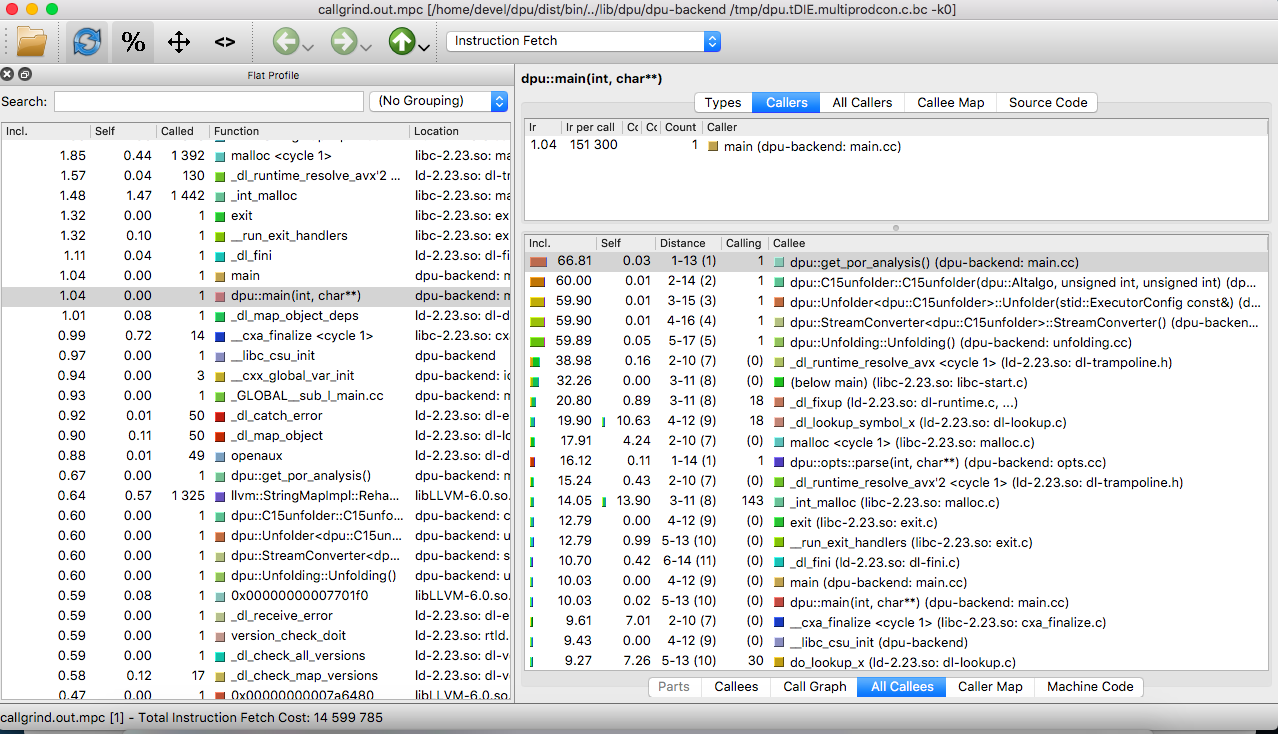 callgrind.out.mpc [/home/devel/dpu/dist/bin/../lib/dpu/dpu-backend /tmp/dpu.tDIE.multiprodcon.c.bc -k0]
% <> Instruction Fetch
Flat Profile
Search: (No Grouping)
Incl. Self Called Function Location
1.85 0.44 1 392 malloc <cycle 1> libc-2.23.so: ma
1.57 0.04 130 _dl_runtime_resolve_avx'2 ... ld-2.23.so: dl-tr
1.48 1.47 1 442 _int_malloc libc-2.23.so: ma
1.32 0.00 1 exit libc-2.23.so: ex
1.32 0.10 1 __run_exit_handlers libc-2.23.so: ex
1.11 0.04 1 _dl_fini ld-2.23.so: dl-fi
1.04 0.00 1 main dpu-backend: m
1.04 0.00 1 dpu::main(int, char**) dpu-backend: m
1.01 0.08 1 _dl_map_object_deps ld-2.23.so: dl-d
0.99 0.72 14 __cxa_finalize <cycle 1> libc-2.23.so: cx
0.97 0.00 1 __libc_csu_init dpu-backend
0.94 0.00 3 __cxx_global_var_init dpu-backend: ic
0.93 0.00 1 _GLOBAL__sub_I_main.cc dpu-backend: m
0.92 0.01 50 _dl_catch_error ld-2.23.so: dl-e
0.90 0.11 50 _dl_map_object ld-2.23.so: dl-lo
0.88 0.01 49 openaux ld-2.23.so: dl-d
0.67 0.00 1 dpu::get_por_analysis() dpu-backend: m
0.64 0.57 1 325 llvm::StringMapImpl::Reha... libLLVM-6.0.so.
0.60 0.00 1 dpu::C15unfolder::C15unfo... dpu-backend: c
0.60 0.00 1 dpu::Unfolder<dpu::C15un... dpu-backend: u
0.60 0.00 1 dpu::StreamConverter<dp... dpu-backend: s
0.60 0.00 1 dpu::Unfolding::Unfolding() dpu-backend: u
0.59 0.08 1 0x00000000007701f0 libLLVM-6.0.so.
0.59 0.00 1 _dl_receive_error ld-2.23.so: dl-e
0.59 0.00 1 version_check_doit ld-2.23.so: rtld.
0.59 0.00 1 _dl_check_all_versions ld-2.23.so: dl-v
0.58 0.12 17 _dl_check_map_versions ld-2.23.so: dl-v
0.47 0.00 1 0x00000000007a6480 libLLVM-6.0.so.
dpu::main(int, char**)
Types Callers All Callers Callee Map Source Code
Ir Ir per call Cc Cc Count Caller
1.04 151 300 1 main (dpu-backend: main.cc)
Incl. Self Distance Calling Callee
66.81 0.03 1-13 (1) 1 dpu::get_por_analysis() (dpu-backend: main.cc)
60.00 0.01 2-14 (2) 1 dpu::C15unfolder::C15unfolder(dpu::Altalgo, unsigned int, unsigned int) (dp...
59.90 0.01 3-15 (3) 1 dpu::Unfolder<dpu::C15unfolder>::Unfolder(stid::ExecutorConfig const&) (d...
59.90 0.01 4-16 (4) 1 dpu::StreamConverter<dpu::C15unfolder>::StreamConverter() (dpu-backen...
59.89 0.05 5-17 (5) 1 dpu::Unfolding::Unfolding() (dpu-backend: unfolding.cc)
38.98 0.16 2-10 (7) (0) _dl_runtime_resolve_avx <cycle 1> (ld-2.23.so: dl-trampoline.h)
32.26 0.00 3-11 (8) (0) (below main) (libc-2.23.so: libc-start.c)
20.80 0.89 3-11 (8) 18 _dl_fixup (ld-2.23.so: dl-runtime.c, ...)
19.90 10.63 4-12 (9) 18 _dl_lookup_symbol_x (ld-2.23.so: dl-lookup.c)
17.91 4.24 2-10 (7) (0) malloc <cycle 1> (libc-2.23.so: malloc.c)
16.12 0.11 1-14 (1) 1 dpu::opts::parse(int, char**) (dpu-backend: opts.cc)
15.24 0.43 2-10 (7) (0) _dl_runtime_resolve_avx'2 <cycle 1> (ld-2.23.so: dl-trampoline.h)
14.05 13.90 3-11 (8) 143 _int_malloc (libc-2.23.so: malloc.c)
12.79 0.00 4-12 (9) (0) exit (libc-2.23.so: exit.c)
12.79 0.99 5-13 (10) (0) __run_exit_handlers (libc-2.23.so: exit.c)
10.70 0.42 6-14 (11) (0) _dl_fini (ld-2.23.so: dl-fini.c)
10.03 0.00 4-12 (9) (0) main (dpu-backend: main.cc)
10.03 0.02 5-13 (10) (0) dpu::main(int, char**) (dpu-backend: main.cc)
9.61 7.01 2-10 (7) (0) __cxa_finalize <cycle 1> (libc-2.23.so: cxa_finalize.c)
9.43 0.00 4-12 (9) (0) __libc_csu_init (dpu-backend)
9.27 7.26 5-13 (10) 30 do_lookup_x (ld-2.23.so: dl-lookup.c)
Parts Callees Call Graph All Callees Caller Map Machine Code
callgrind.out.mpc [1] - Total Instruction Fetch Cost: 14 599 785